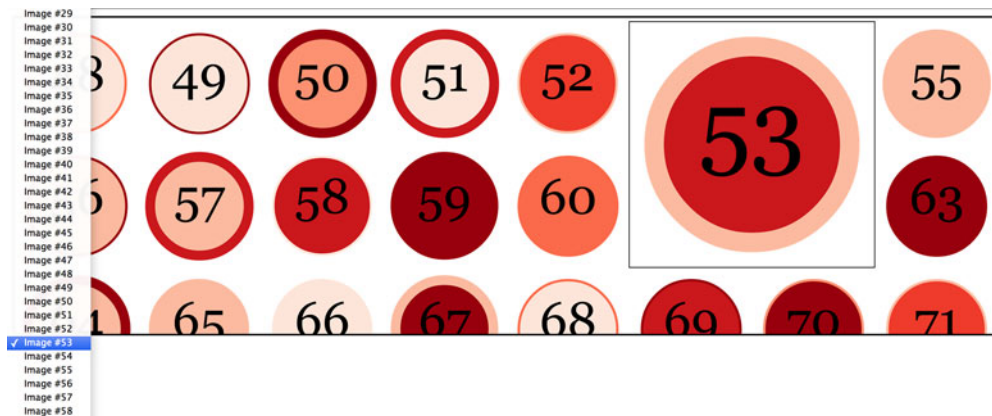 Image #29
Image #30
Image #31
Image #32
Image #33
Image #34
Image #35
Image #36
Image #37
Image #38
Image #39
Image #40
Image #41
Image #42
Image #43
Image #44
Image #45
Image #46
Image #47
Image #48
Image #49
Image #50
Image #51
Image #52
✓ Image #53
Image #54
Image #55
Image #56
Image #57
Image #58
8 49 50 51 52 53 55
6 57 58 59 60 63
65 66 67 68 69 70 71